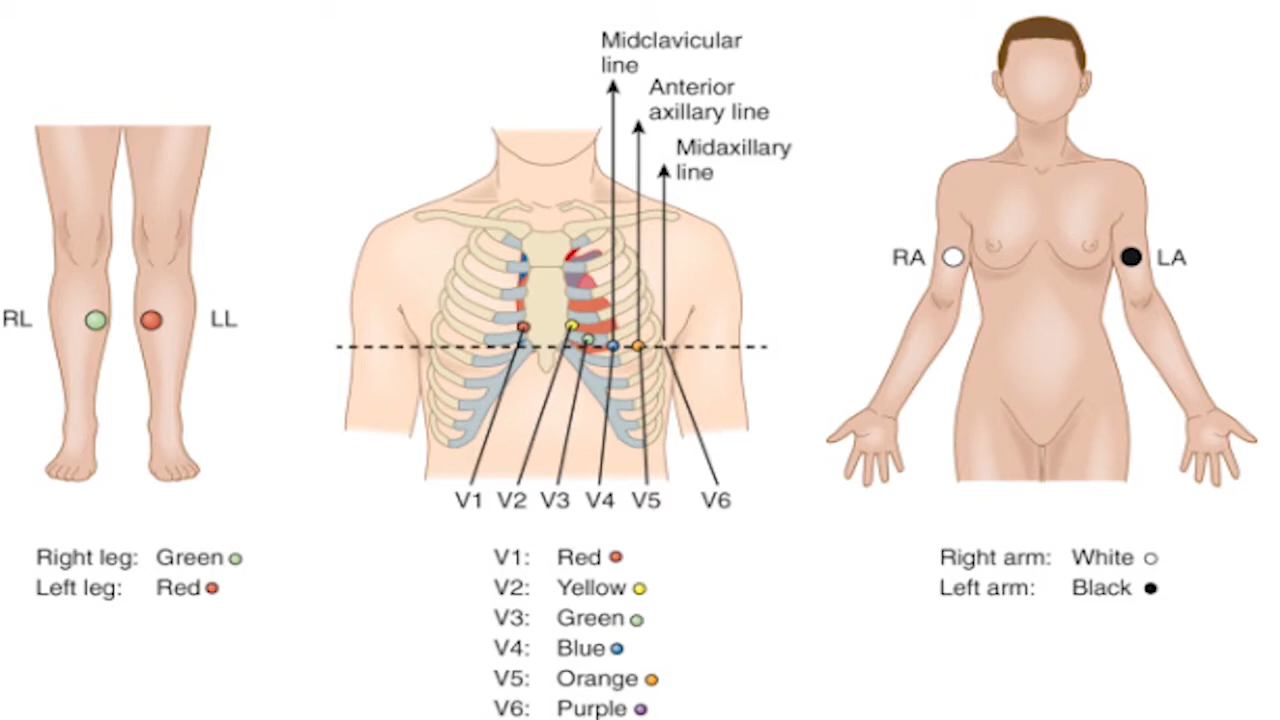 Midclavicular
line
Anterior
axillary line
Midaxillary
line
RL
LL
RA
LA
V1
V2
V3
V4
V5
V6
Right leg: Green
Left leg: Red
V1: Red
V2: Yellow
V3: Green
V4: Blue
V5: Orange
V6: Purple
Right arm: White
Left arm: Black